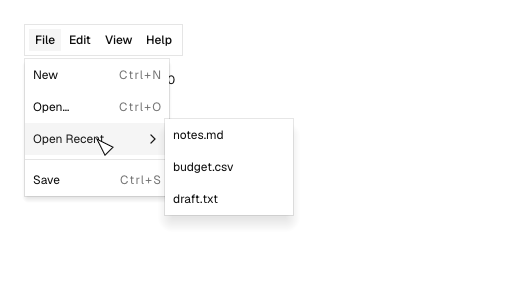 File Edit View Help
New Ctrl+N
Open… Ctrl+O
Open Recent
Save Ctrl+S
notes.md
budget.csv
draft.txt